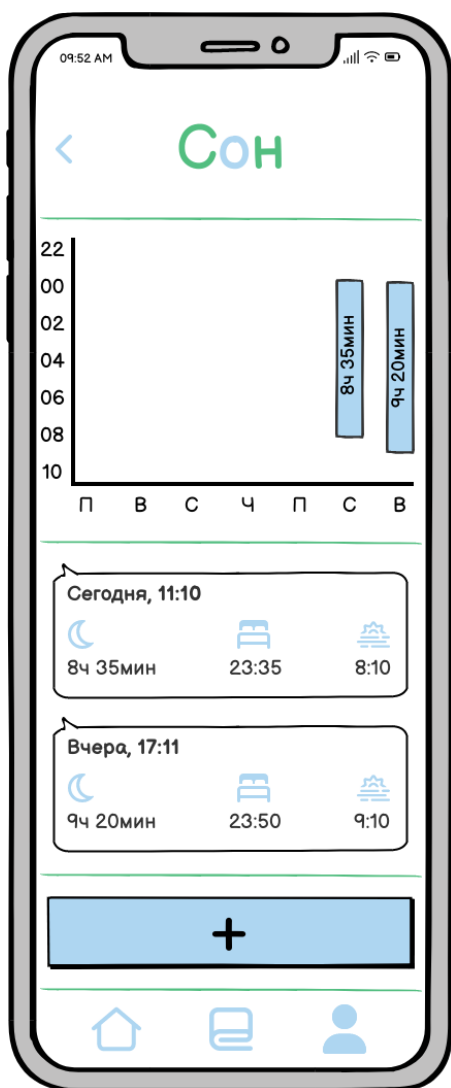 09:52 AM
Сон
22
00
02
04
06
08
10
8ч 35мин
9ч 20мин
П В С Ч П С В
Сегодня, 11:10
8ч 35мин 23:35 8:10
Вчера, 17:11
9ч 20мин 23:50 9:10
+